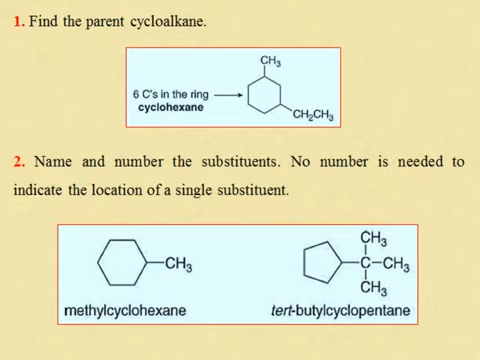 1. Find the parent cycloalkane.
CH₃
6 C's in the ring
cyclohexane
CH₂CH₃
2. Name and number the substituents. No number is needed to
indicate the location of a single substituent.
CH₃
CH₃
C–CH₃
CH₃
methylcyclohexane
tert-butylcyclopentane